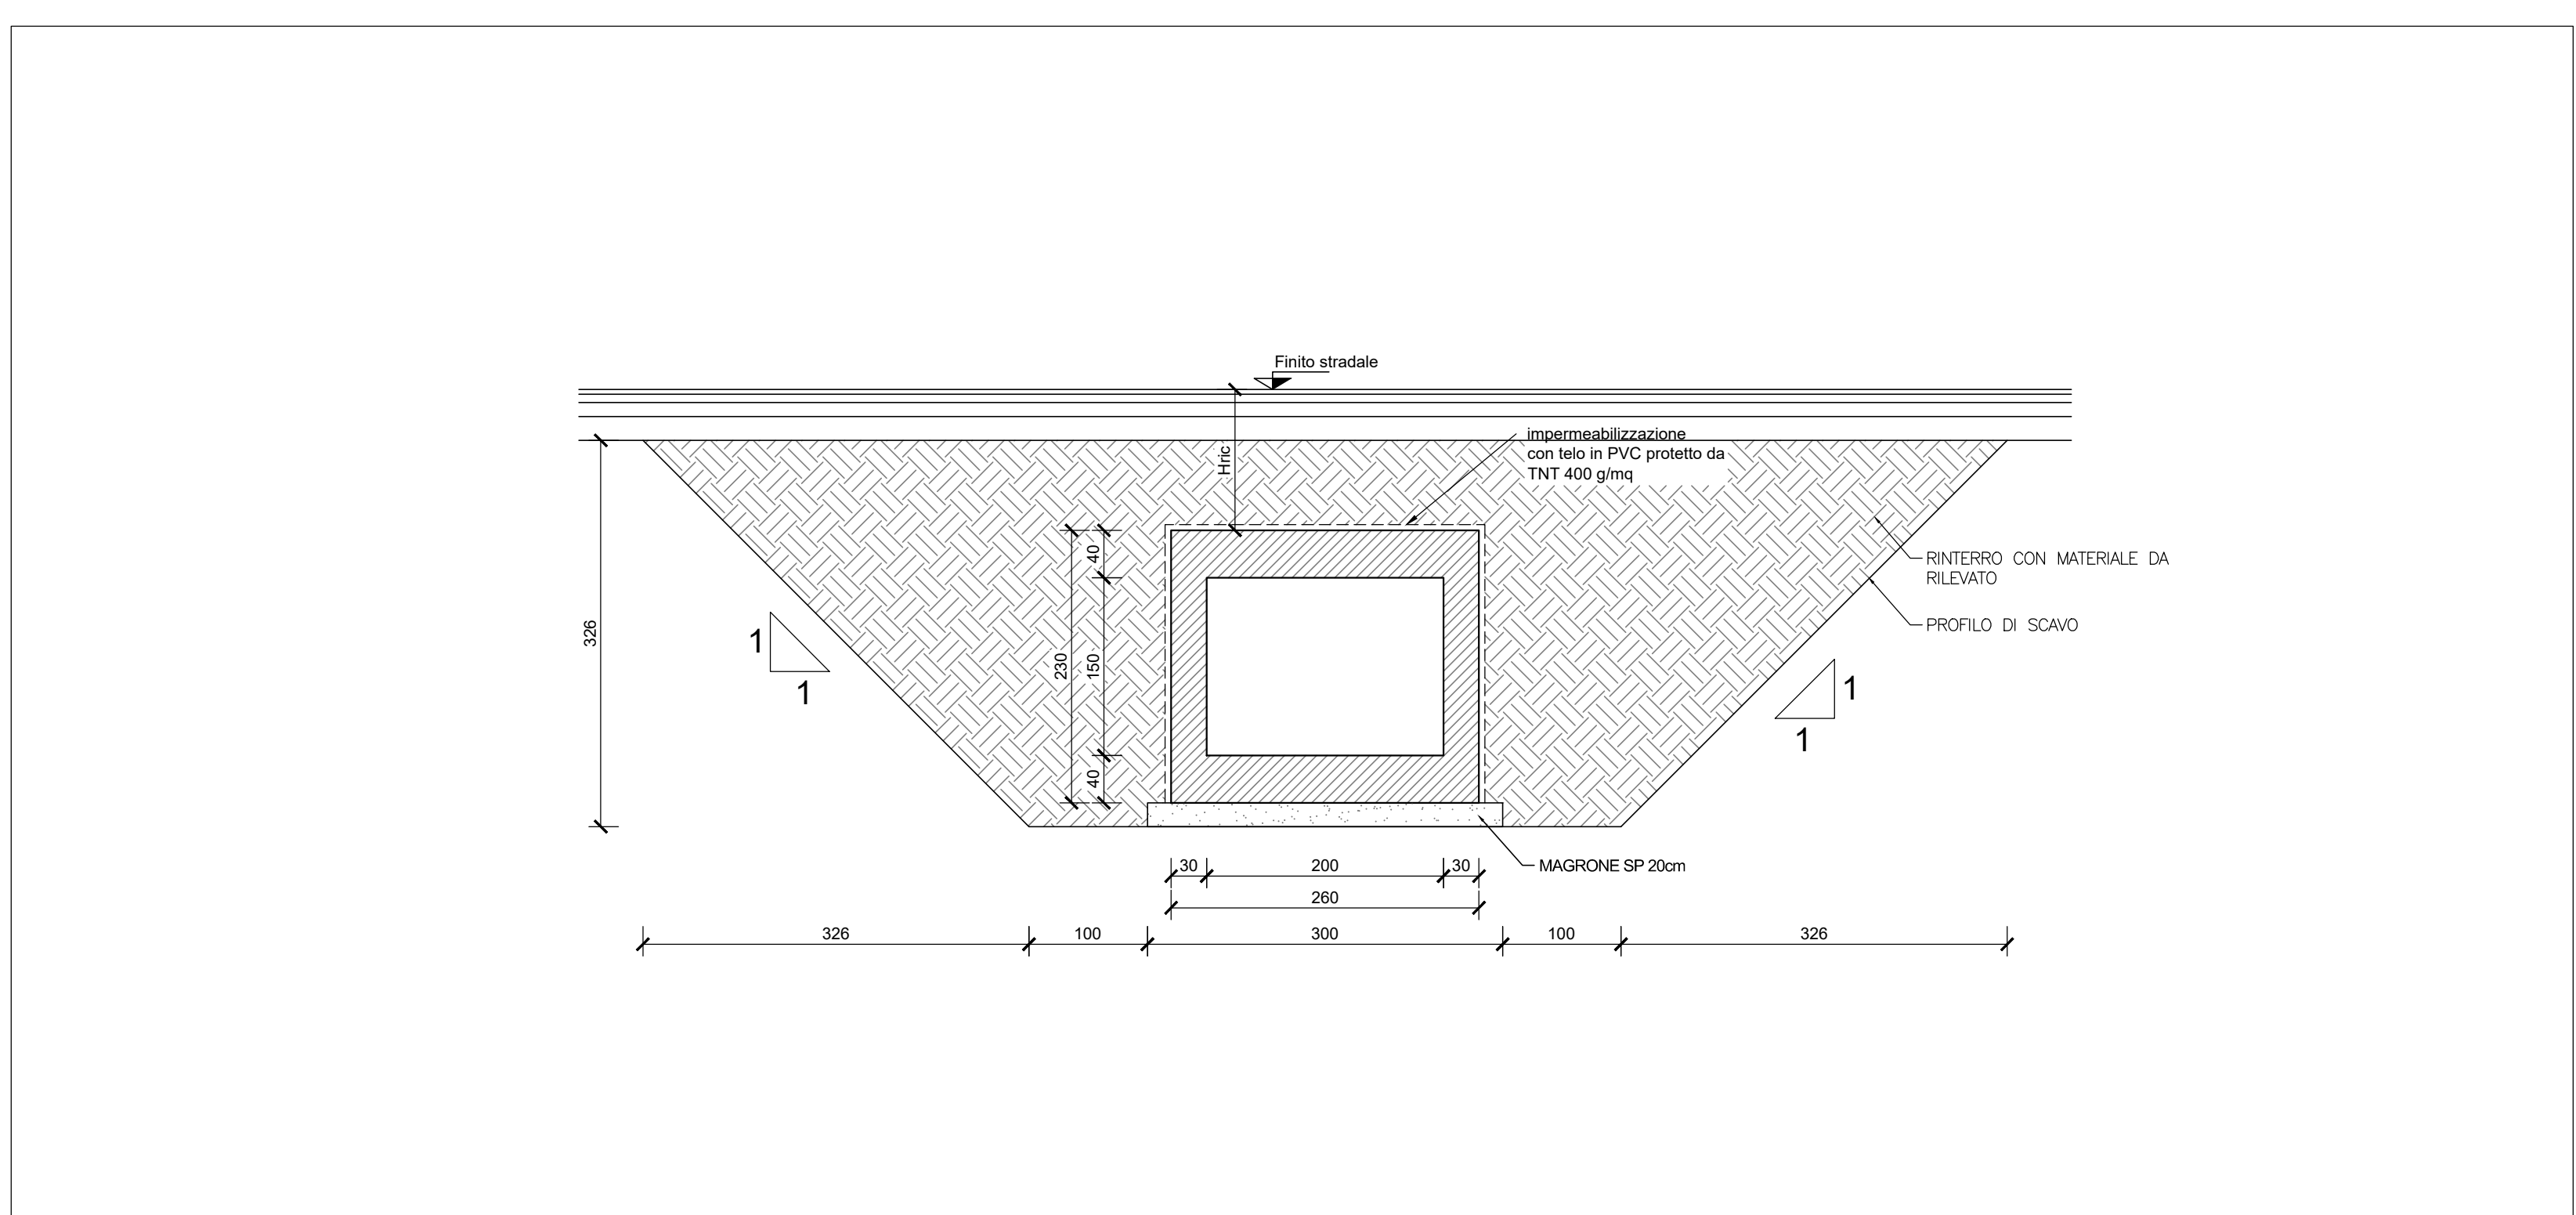 Finito stradale
impermeabilizzazione
con telo in PVC protetto da
TNT 400 g/mq
Hric
RINTERRO CON MATERIALE DA
RILEVATO
PROFILO DI SCAVO
326
1
1
230
40
150
40
1
1
MAGRONE SP 20cm
30
200
30
260
326
100
300
100
326